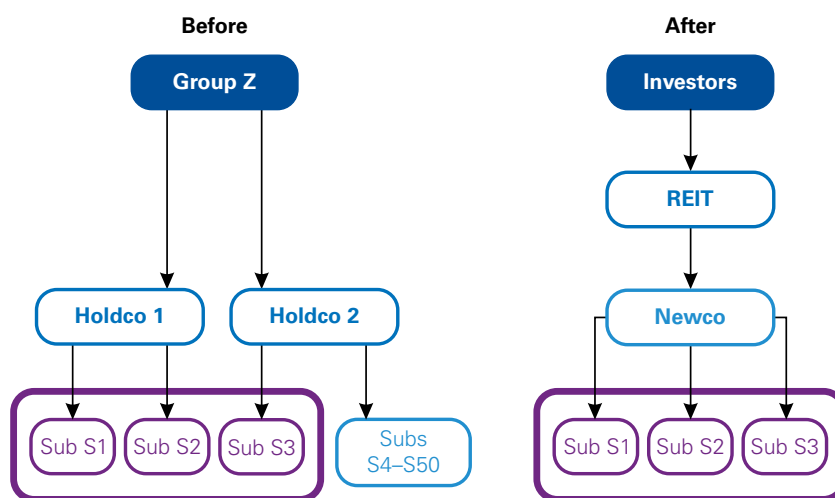 Before
After
Group Z
Investors
REIT
Holdco 1
Holdco 2
Newco
Sub S1
Sub S2
Sub S3
Subs
S4–S50
Sub S1
Sub S2
Sub S3